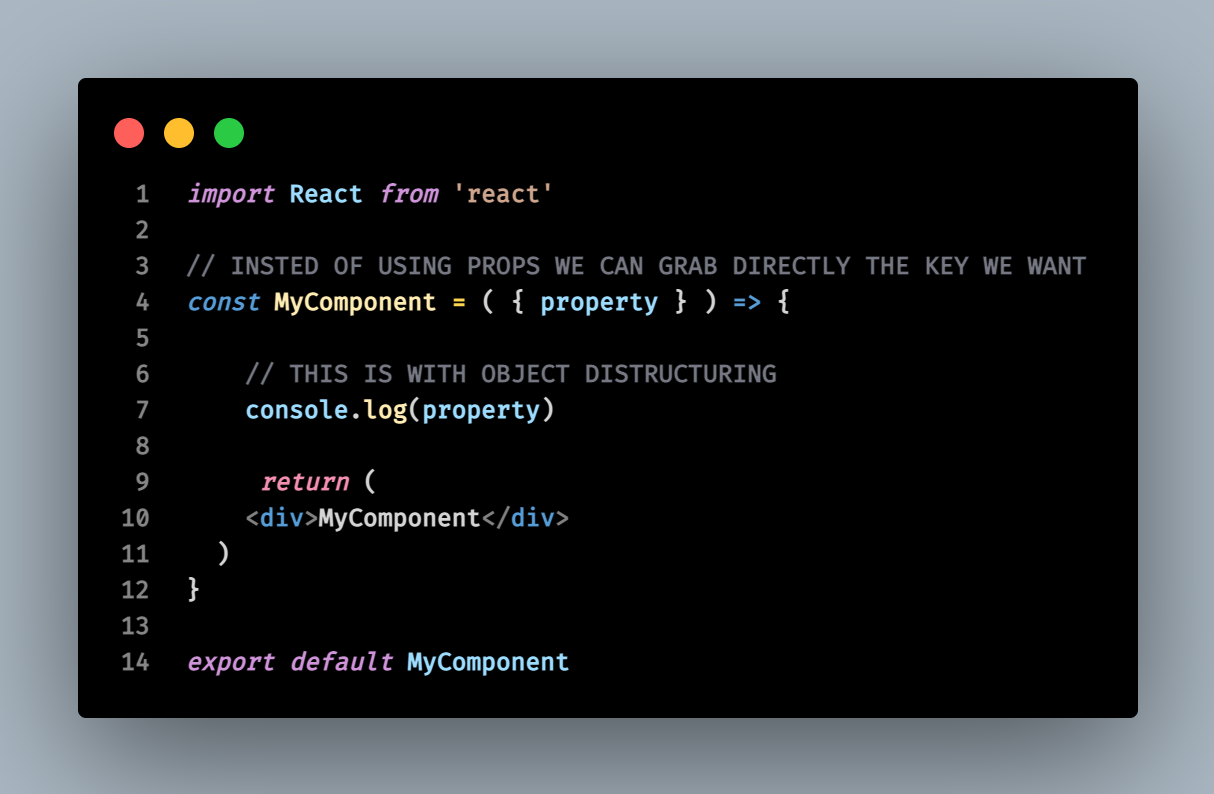 1 import React from 'react'
2
3 // INSTED OF USING PROPS WE CAN GRAB DIRECTLY THE KEY WE WANT
4 const MyComponent = ( { property } ) => {
5
6     // THIS IS WITH OBJECT DISTRUCTURING
7     console.log(property)
8
9      return (
10     <div>MyComponent</div>
11   )
12 }
13
14 export default MyComponent